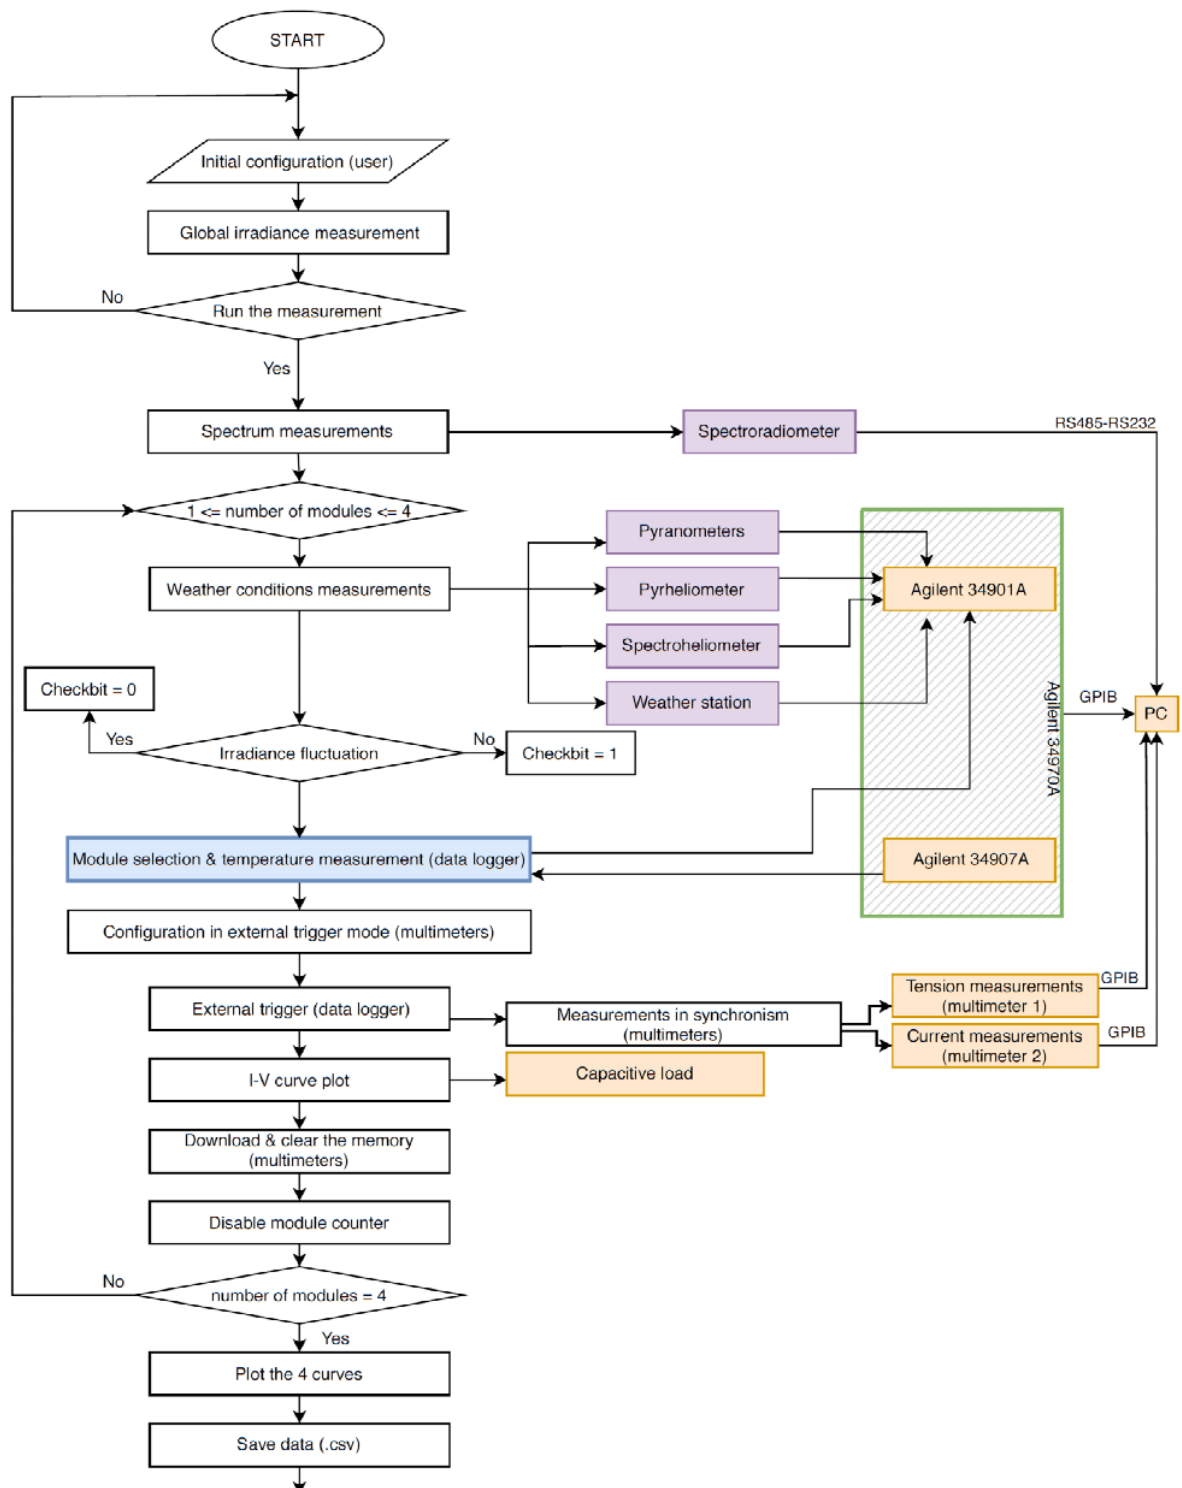 START
Initial configuration (user)
Global irradiance measurement
No
Run the measurement
Yes
Spectrum measurements
Spectroradiometer
RS485-RS232
1 <= number of modules <= 4
Pyranometers
Weather conditions measurements
Pyrheliometer
Agilent 34901A
Spectroheliometer
Weather station
Agilent 34970A
GPIB
PC
Checkbit = 0
Yes
Irradiance fluctuation
No
Checkbit = 1
Module selection & temperature measurement (data logger)
Agilent 34907A
Configuration in external trigger mode (multimeters)
External trigger (data logger)
Measurements in synchronism
(multimeters)
Tension measurements
(multimeter 1)
GPIB
Current measurements
(multimeter 2)
GPIB
I-V curve plot
Capacitive load
Download & clear the memory
(multimeters)
Disable module counter
No
number of modules = 4
Yes
Plot the 4 curves
Save data (.csv)